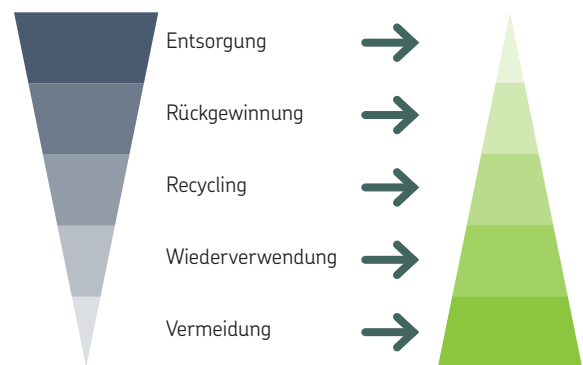 Entsorgung
Rückgewinnung
Recycling
Wiederverwendung
Vermeidung